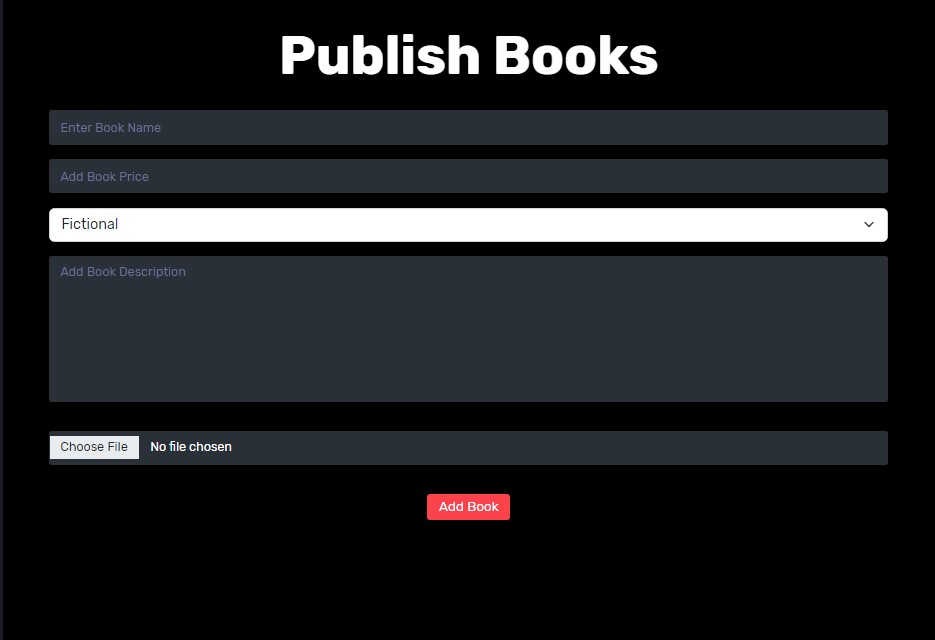 Publish Books
Enter Book Name
Add Book Price
Fictional
Add Book Description
Choose File No file chosen
Add Book